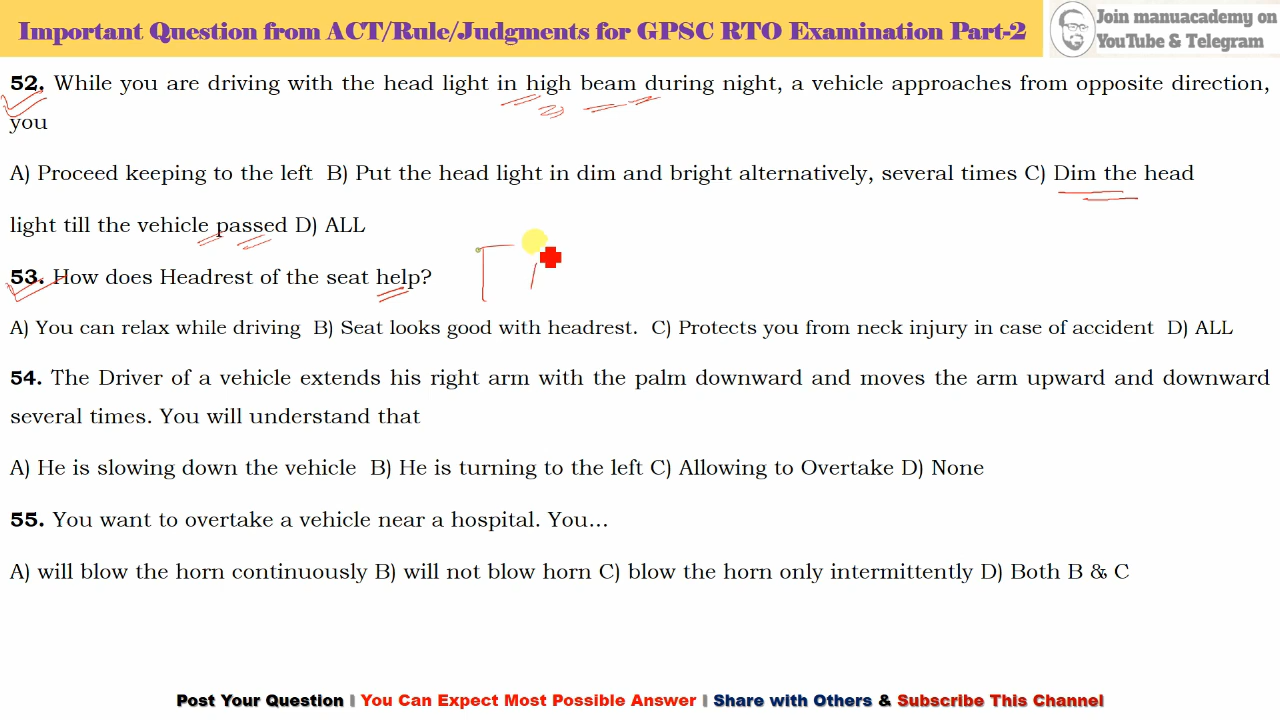 Important Question from ACT/Rule/Judgments for GPSC RTO Examination Part-2
Join manuacademy on
YouTube & Telegram
52. While you are driving with the head light in high beam during night, a vehicle approaches from opposite direction,
you
A) Proceed keeping to the left B) Put the head light in dim and bright alternatively, several times C) Dim the head
light till the vehicle passed D) ALL
53. How does Headrest of the seat help?
A) You can relax while driving B) Seat looks good with headrest. C) Protects you from neck injury in case of accident D) ALL
54. The Driver of a vehicle extends his right arm with the palm downward and moves the arm upward and downward
several times. You will understand that
A) He is slowing down the vehicle B) He is turning to the left C) Allowing to Overtake D) None
55. You want to overtake a vehicle near a hospital. You...
A) will blow the horn continuously B) will not blow horn C) blow the horn only intermittently D) Both B & C
Post Your Question | You Can Expect Most Possible Answer | Share with Others & Subscribe This Channel